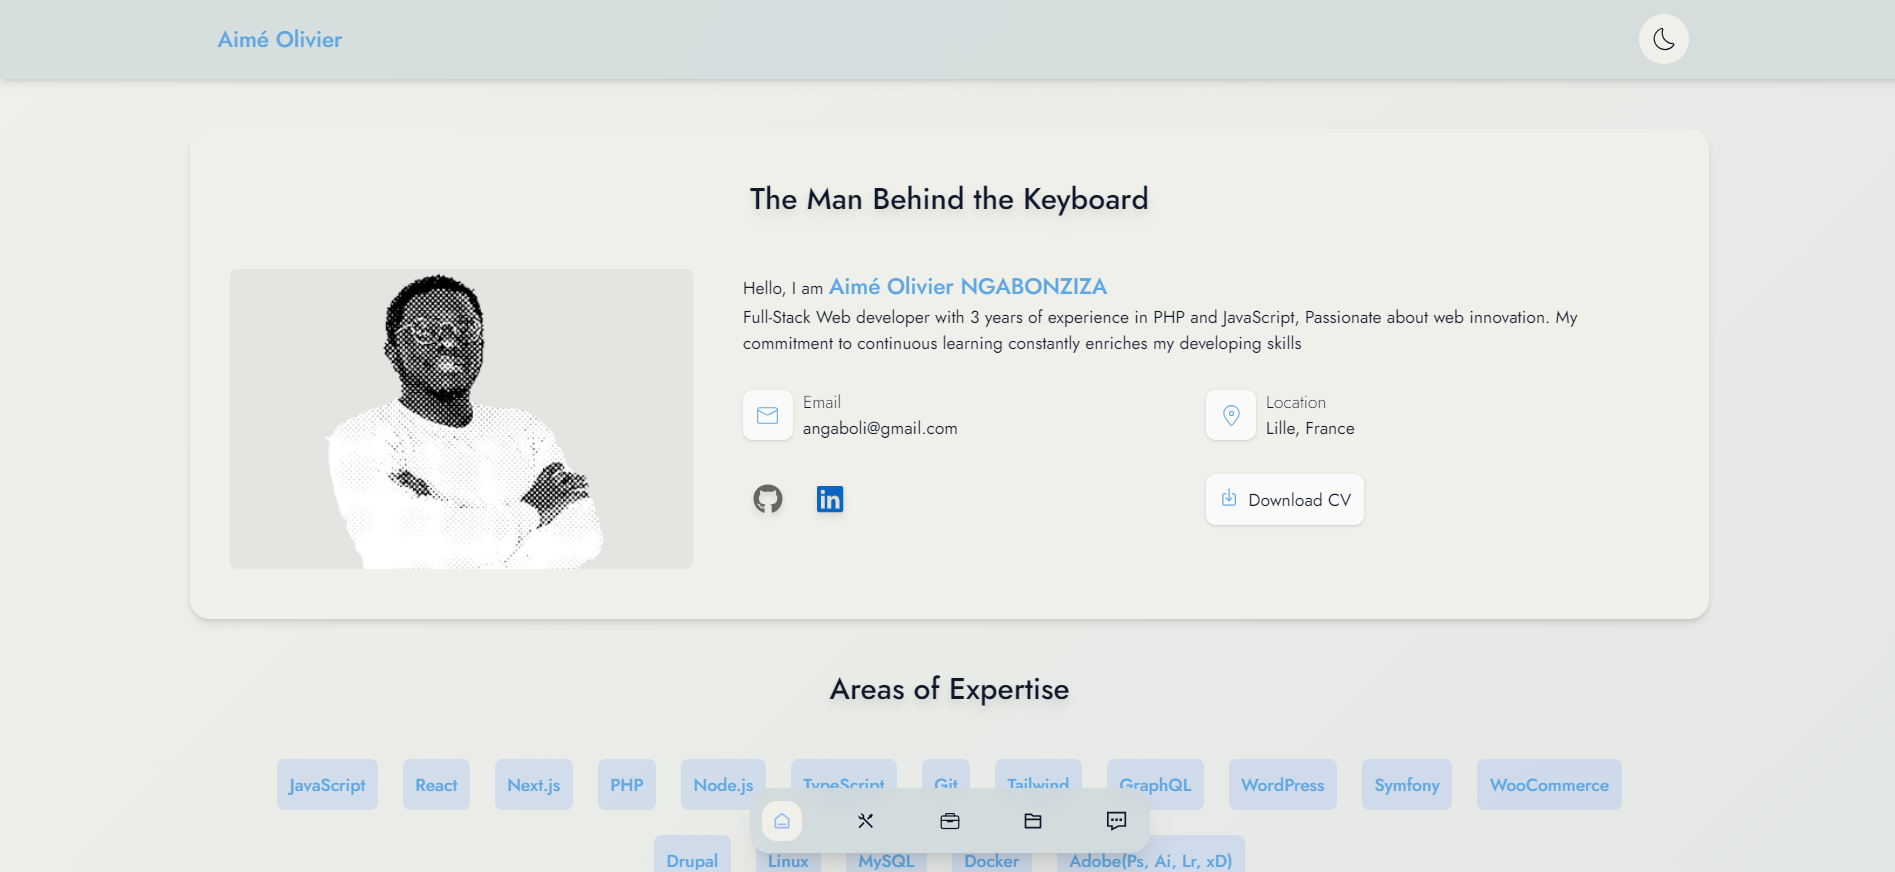 Aimé Olivier
The Man Behind the Keyboard
Hello, I am Aimé Olivier NGABONZIZA
Full-Stack Web developer with 3 years of experience in PHP and JavaScript, Passionate about web innovation. My
commitment to continuous learning constantly enriches my developing skills
Email
angaboli@gmail.com
Location
Lille, France
in
Download CV
Areas of Expertise
JavaScript React Next.js PHP Node.js TypeScript Git Tailwind GraphQL WordPress Symfony WooCommerce
Drupal Linux MySQL Docker Adobe(Ps, Ai, Lr, xD)